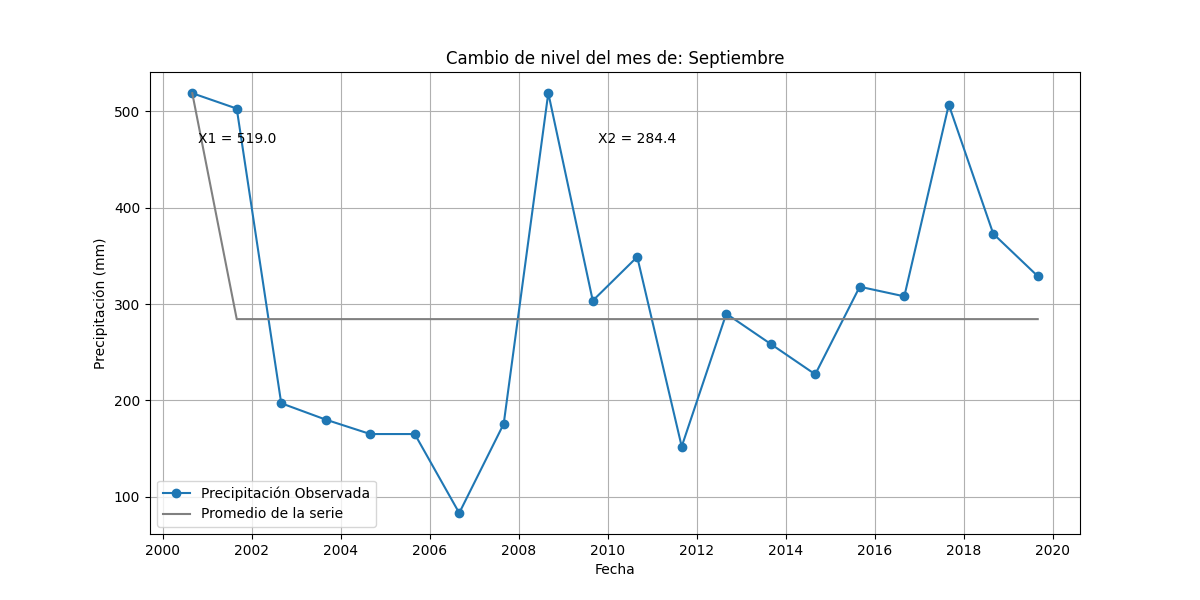 Cambio de nivel del mes de: Septiembre
500
400
300
200
100
Precipitación (mm)
X1 = 519.0
X2 = 284.4
Precipitación Observada
Promedio de la serie
2000 2002 2004 2006 2008 2010 2012 2014 2016 2018 2020
Fecha